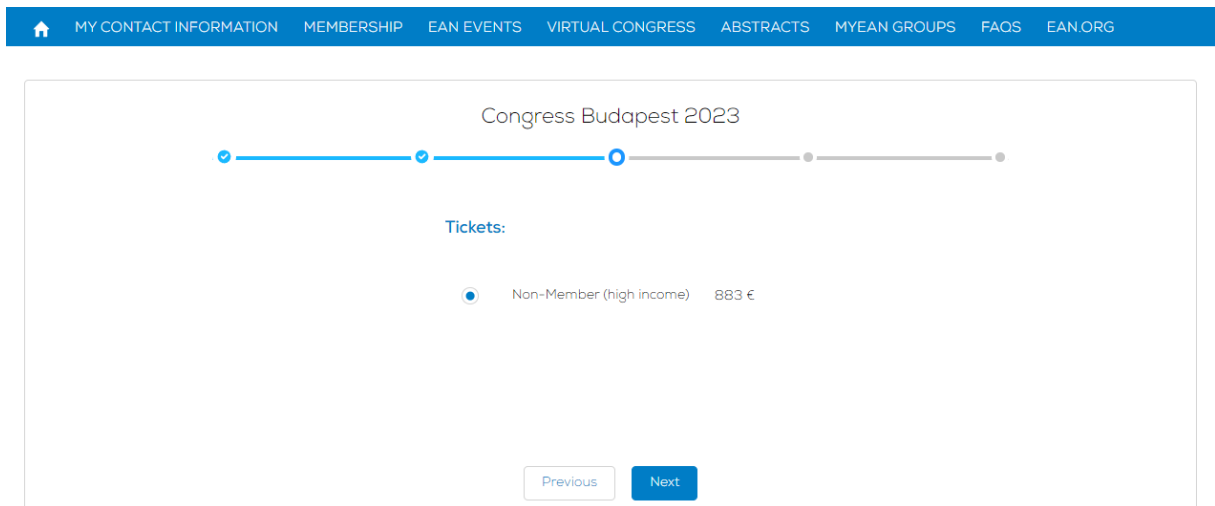 MY CONTACT INFORMATION MEMBERSHIP EAN EVENTS VIRTUAL CONGRESS ABSTRACTS MYEAN GROUPS FAQS EAN.ORG
Congress Budapest 2023
Tickets:
Non-Member (high income) 883 €
Previous Next